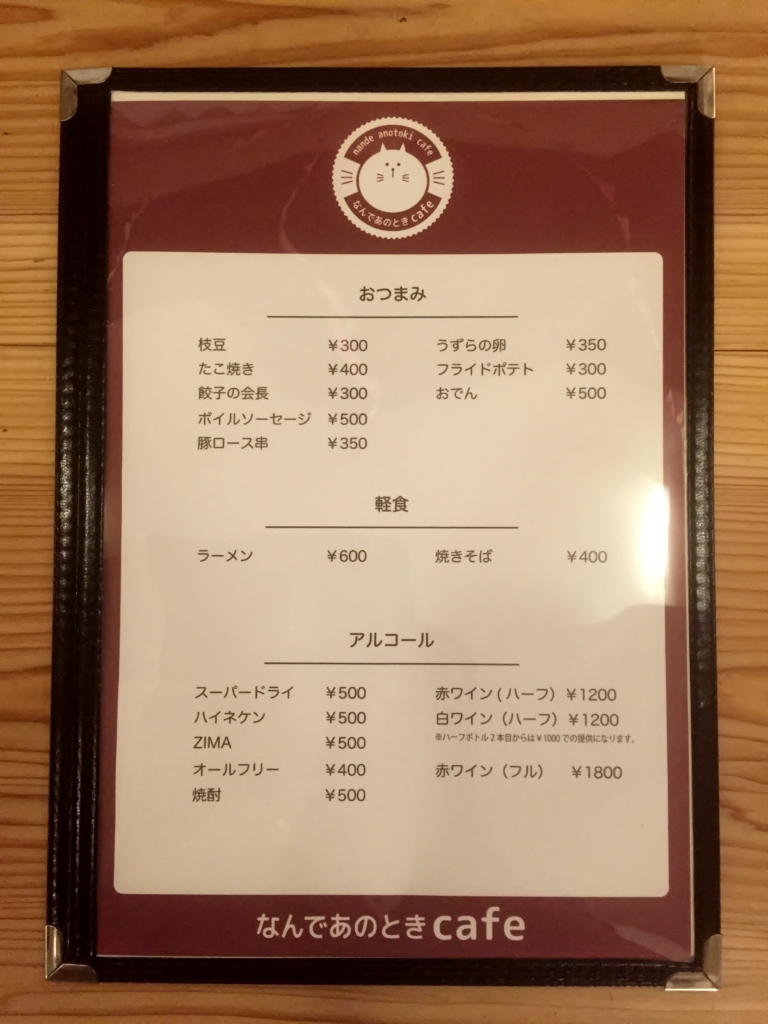 nande anotoki cafe
なんであのときcafe
おつまみ
枝豆 ¥300 うずらの卵 ¥350
たこ焼き ¥400 フライドポテト ¥300
餃子の会長 ¥300 おでん ¥500
ボイルソーセージ ¥500
豚ロース串 ¥350
軽食
ラーメン ¥600 焼きそば ¥400
アルコール
スーパードライ ¥500 赤ワイン(ハーフ) ¥1200
ハイネケン ¥500 白ワイン（ハーフ）¥1200
ZIMA ¥500 ※ハーフボトル2本目からは¥1000での提供になります。
オールフリー ¥400 赤ワイン（フル） ¥1800
焼酎 ¥500
なんであのときcafe